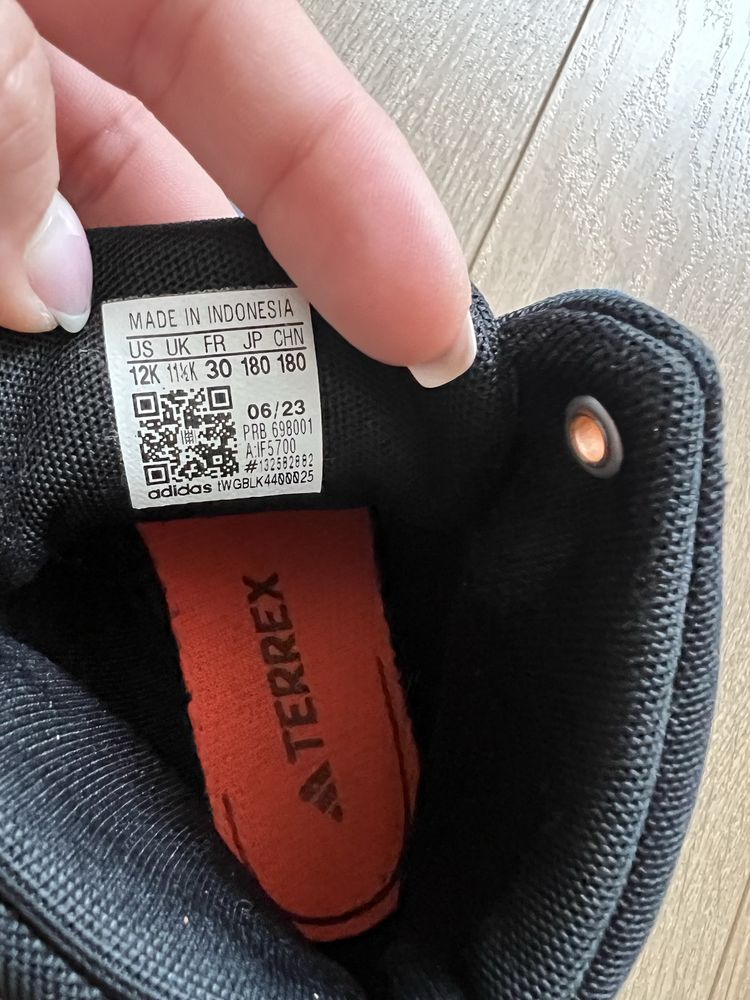 MADE IN INDONESIA
US UK FR JP CHN
12K 11½K 30 180 180
06/23
PRB 698001
A:IF5700
#132582882
adidas tWGBLK4400025
TERREX